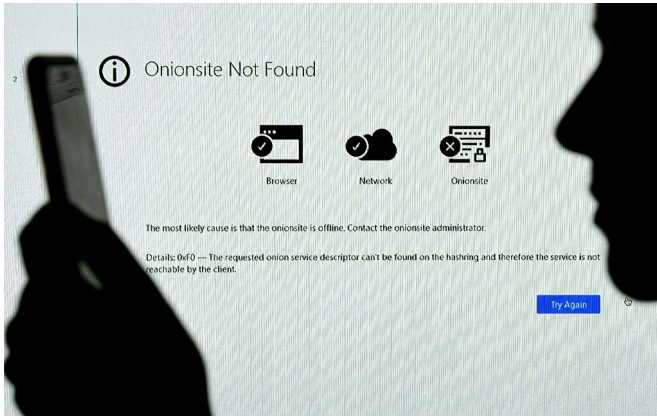 2
Onionsite Not Found
Browser
Network
Onionsite
The most likely cause is that the onionsite is offline. Contact the onionsite administrator.
Details: 0xF0 — The requested onion service descriptor can't be found on the hashring and therefore the service is not
reachable by the client.
Try Again